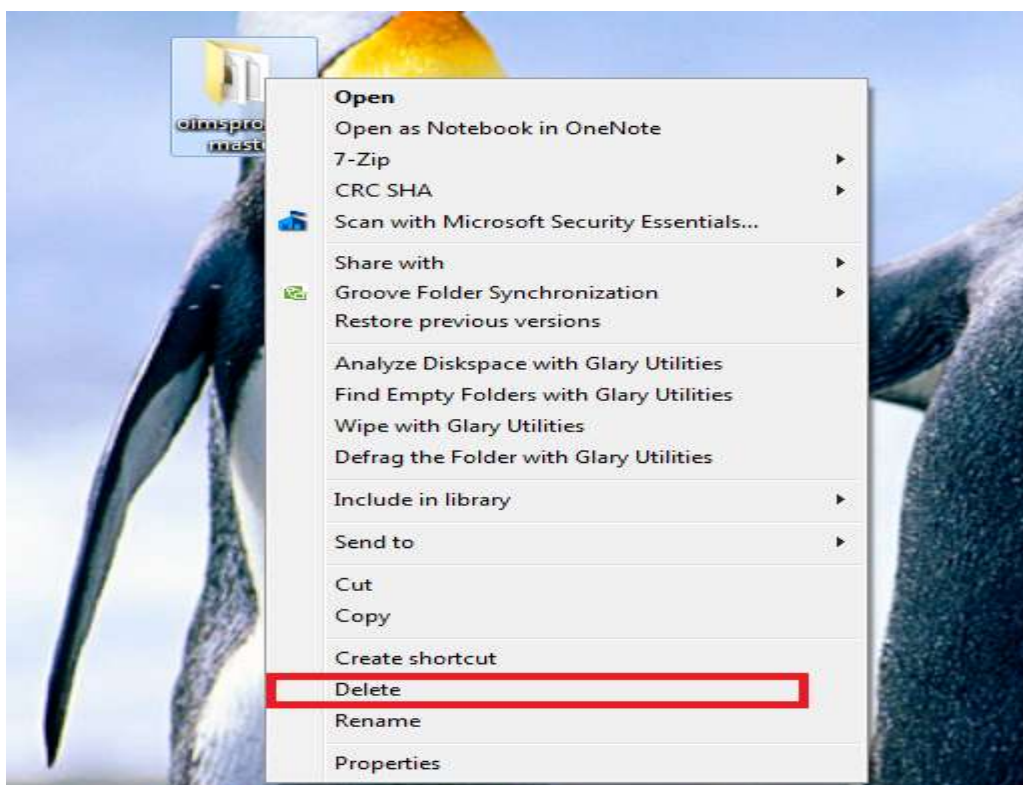 oimspro
mast
Open
Open as Notebook in OneNote
7-Zip
CRC SHA
Scan with Microsoft Security Essentials...
Share with
Groove Folder Synchronization
Restore previous versions
Analyze Diskspace with Glary Utilities
Find Empty Folders with Glary Utilities
Wipe with Glary Utilities
Defrag the Folder with Glary Utilities
Include in library
Send to
Cut
Copy
Create shortcut
Delete
Rename
Properties